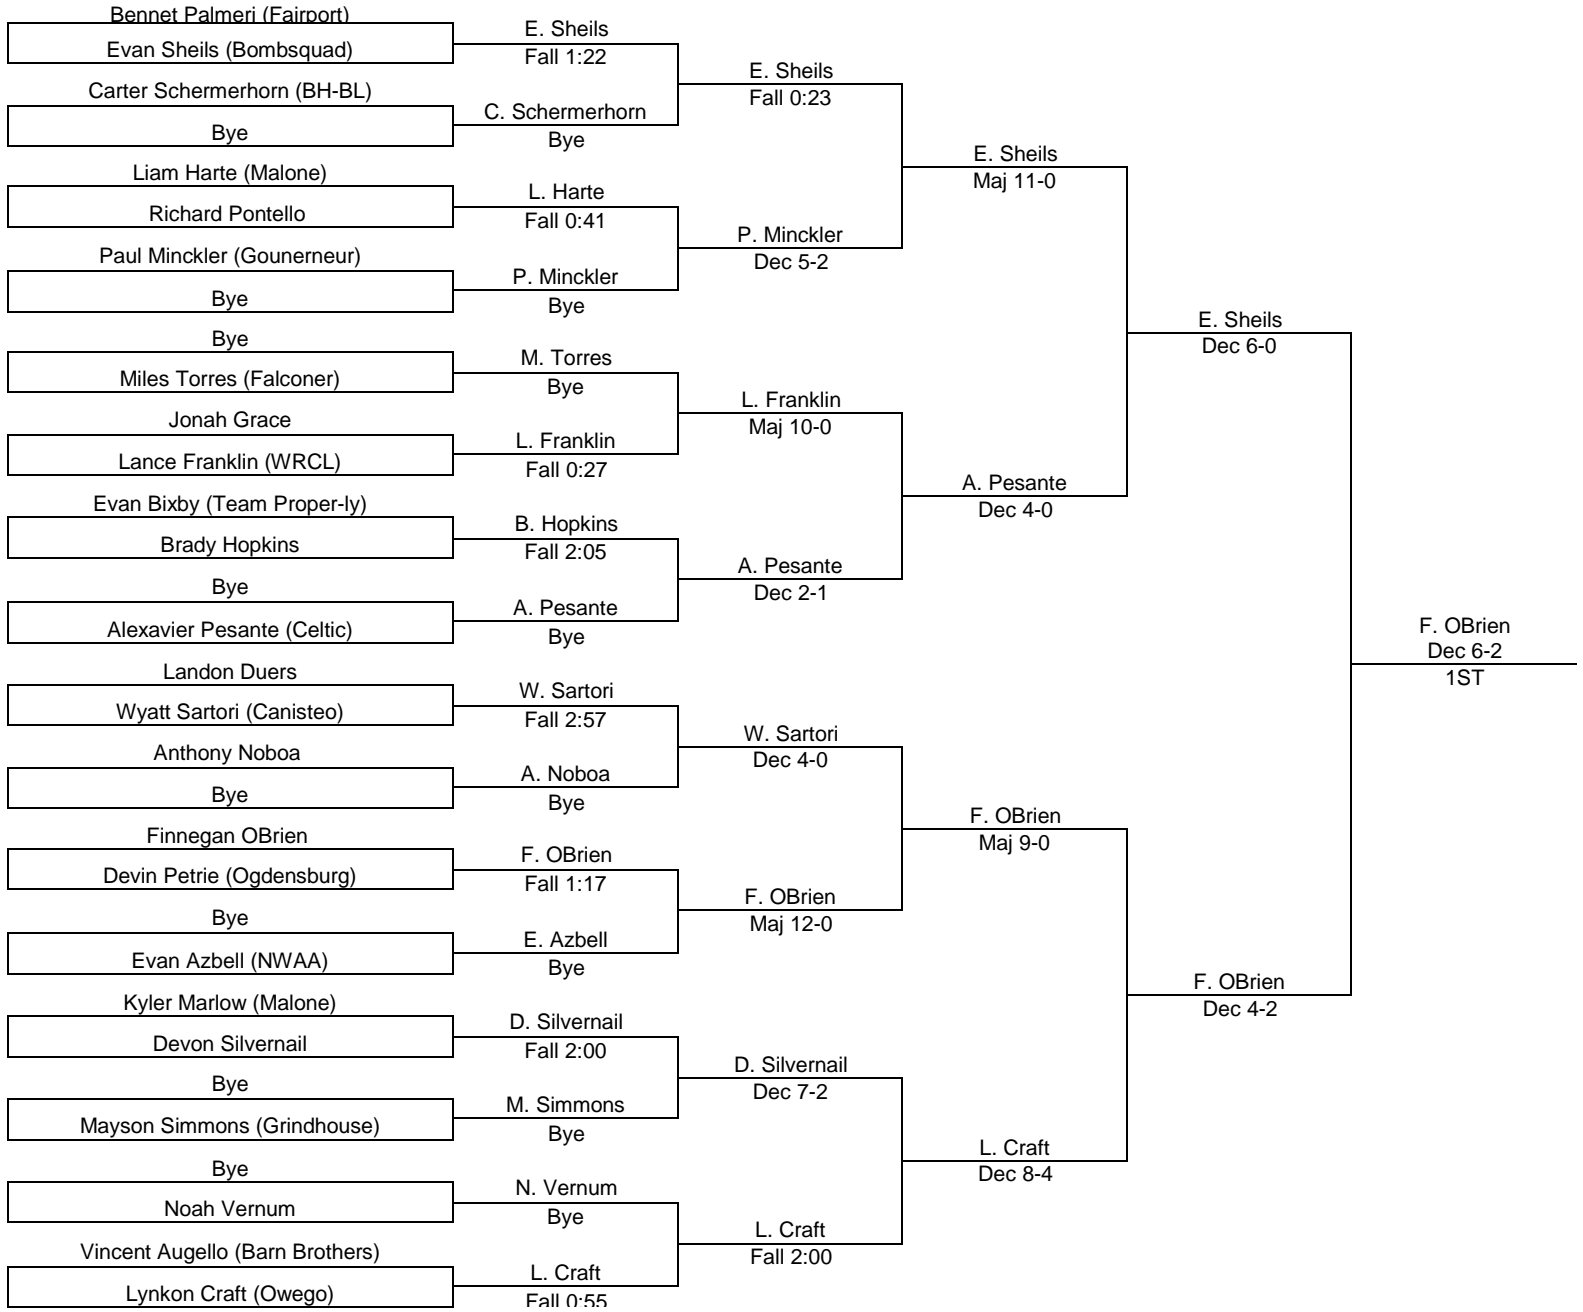 Bennet Palmeri (Fairport)
Evan Sheils (Bombsquad)
Carter Schermerhorn (BH-BL)
Bye
Liam Harte (Malone)
Richard Pontello
Paul Minckler (Gounerneur)
Bye
Bye
Miles Torres (Falconer)
Jonah Grace
Lance Franklin (WRCL)
Evan Bixby (Team Proper-ly)
Brady Hopkins
Bye
Alexavier Pesante (Celtic)
Landon Duers
Wyatt Sartori (Canisteo)
Anthony Noboa
Bye
Finnegan OBrien
Devin Petrie (Ogdensburg)
Bye
Evan Azbell (NWAA)
Kyler Marlow (Malone)
Devon Silvernail
Bye
Mayson Simmons (Grindhouse)
Bye
Noah Vernum
Vincent Augello (Barn Brothers)
Lynkon Craft (Owego)
E. Sheils
Fall 1:22
C. Schermerhorn
Bye
L. Harte
Fall 0:41
P. Minckler
Bye
M. Torres
Bye
L. Franklin
Fall 0:27
B. Hopkins
Fall 2:05
A. Pesante
Bye
W. Sartori
Fall 2:57
A. Noboa
Bye
F. OBrien
Fall 1:17
E. Azbell
Bye
D. Silvernail
Fall 2:00
M. Simmons
Bye
N. Vernum
Bye
L. Craft
Fall 0:55
E. Sheils
Fall 0:23
P. Minckler
Dec 5-2
L. Franklin
Maj 10-0
A. Pesante
Dec 2-1
W. Sartori
Dec 4-0
F. OBrien
Maj 12-0
D. Silvernail
Dec 7-2
L. Craft
Fall 2:00
E. Sheils
Maj 11-0
A. Pesante
Dec 4-0
F. OBrien
Maj 9-0
L. Craft
Dec 8-4
E. Sheils
Dec 6-0
F. OBrien
Dec 4-2
F. OBrien
Dec 6-2
1ST